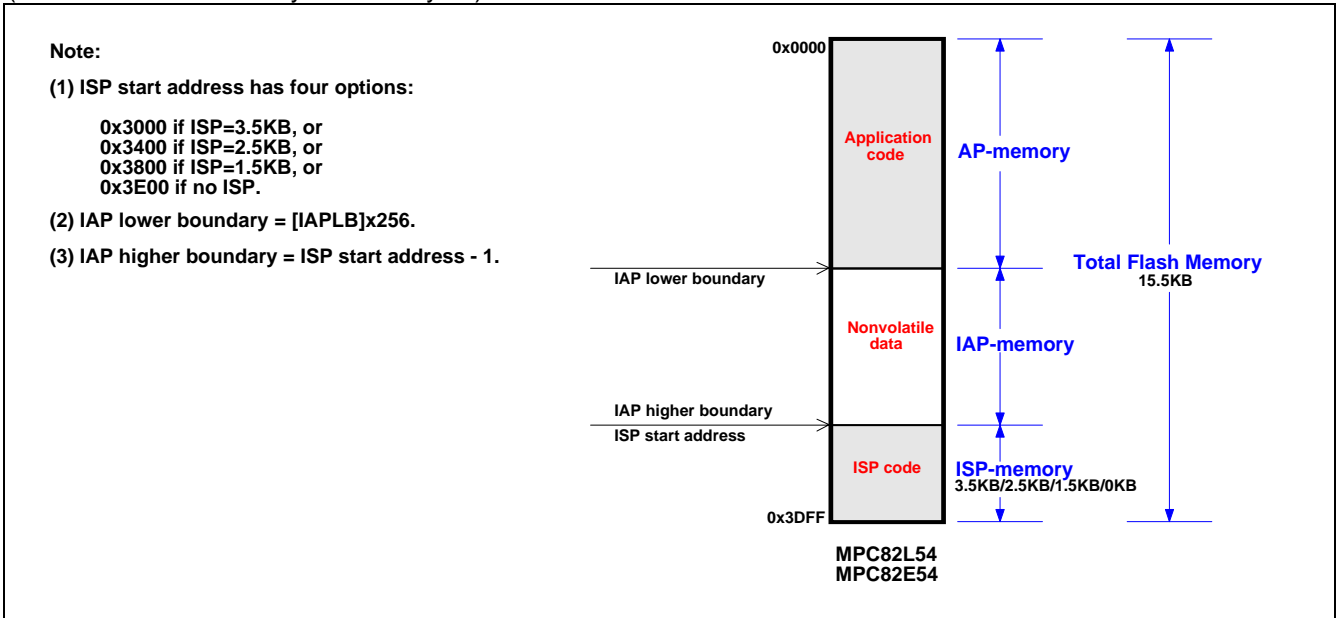 Note:
(1) ISP start address has four options:
0x3000 if ISP=3.5KB, or
0x3400 if ISP=2.5KB, or
0x3800 if ISP=1.5KB, or
0x3E00 if no ISP.
(2) IAP lower boundary = [IAPLB]x256.
(3) IAP higher boundary = ISP start address - 1.
0x0000
Application
code
AP-memory
Total Flash Memory
15.5KB
IAP lower boundary
Nonvolatile
data
IAP-memory
IAP higher boundary
ISP start address
ISP code
ISP-memory
3.5KB/2.5KB/1.5KB/0KB
0x3DFF
MPC82L54
MPC82E54